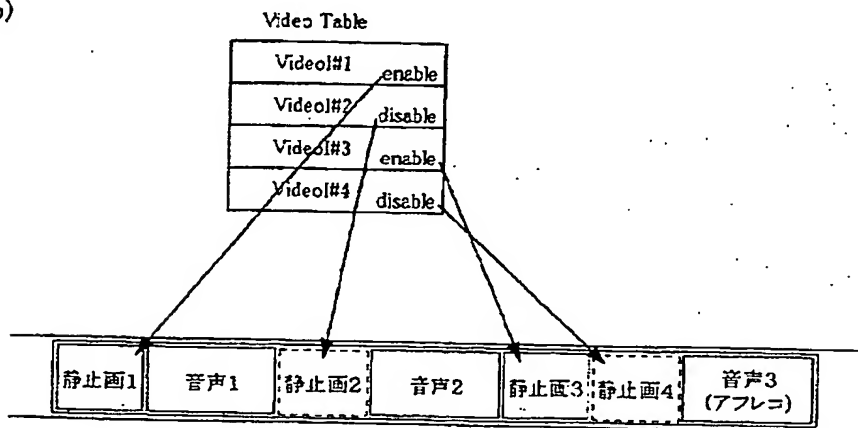 Video Table
VideoI#1 enable
VideoI#2 disable
VideoI#3 enable
VideoI#4 disable
静止画1 音声1 静止画2 音声2 静止画3 静止画4 音声3
(アフレコ)